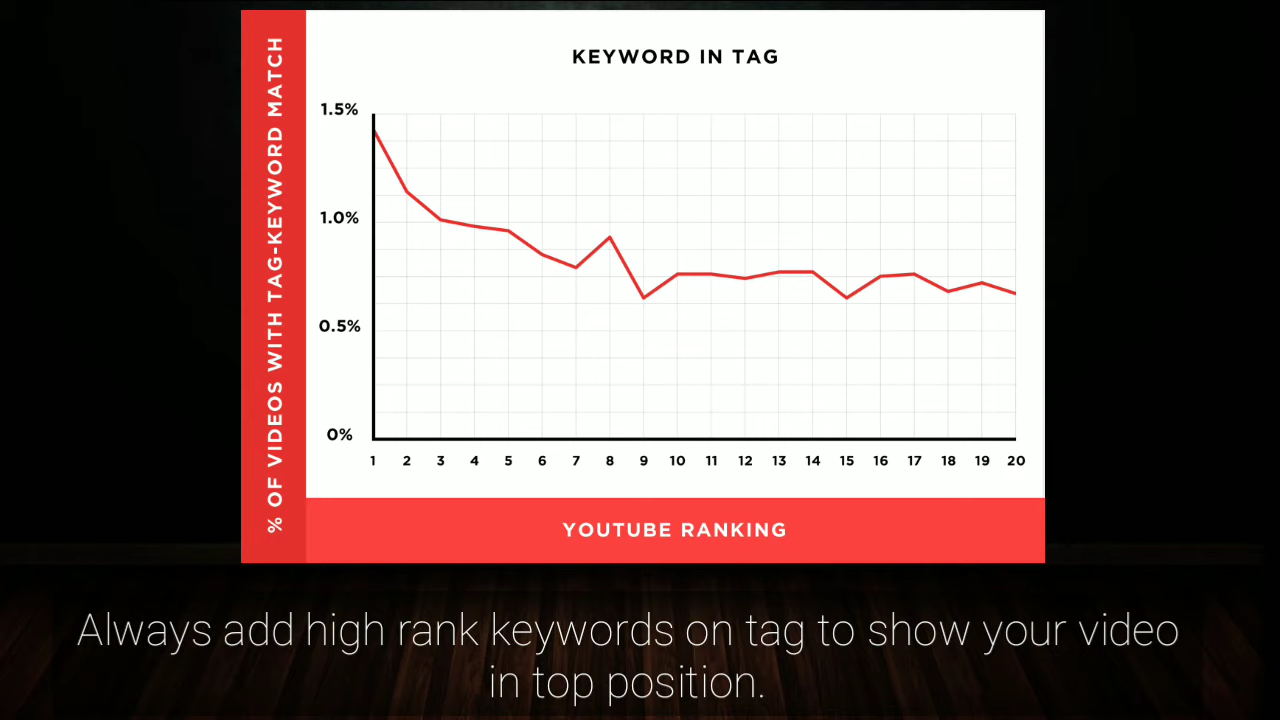 KEYWORD IN TAG
% OF VIDEOS WITH TAG-KEYWORD MATCH
1.5%
1.0%
0.5%
0%
1 2 3 4 5 6 7 8 9 10 11 12 13 14 15 16 17 18 19 20
YOUTUBE RANKING
Always add high rank keywords on tag to show your video
in top position.